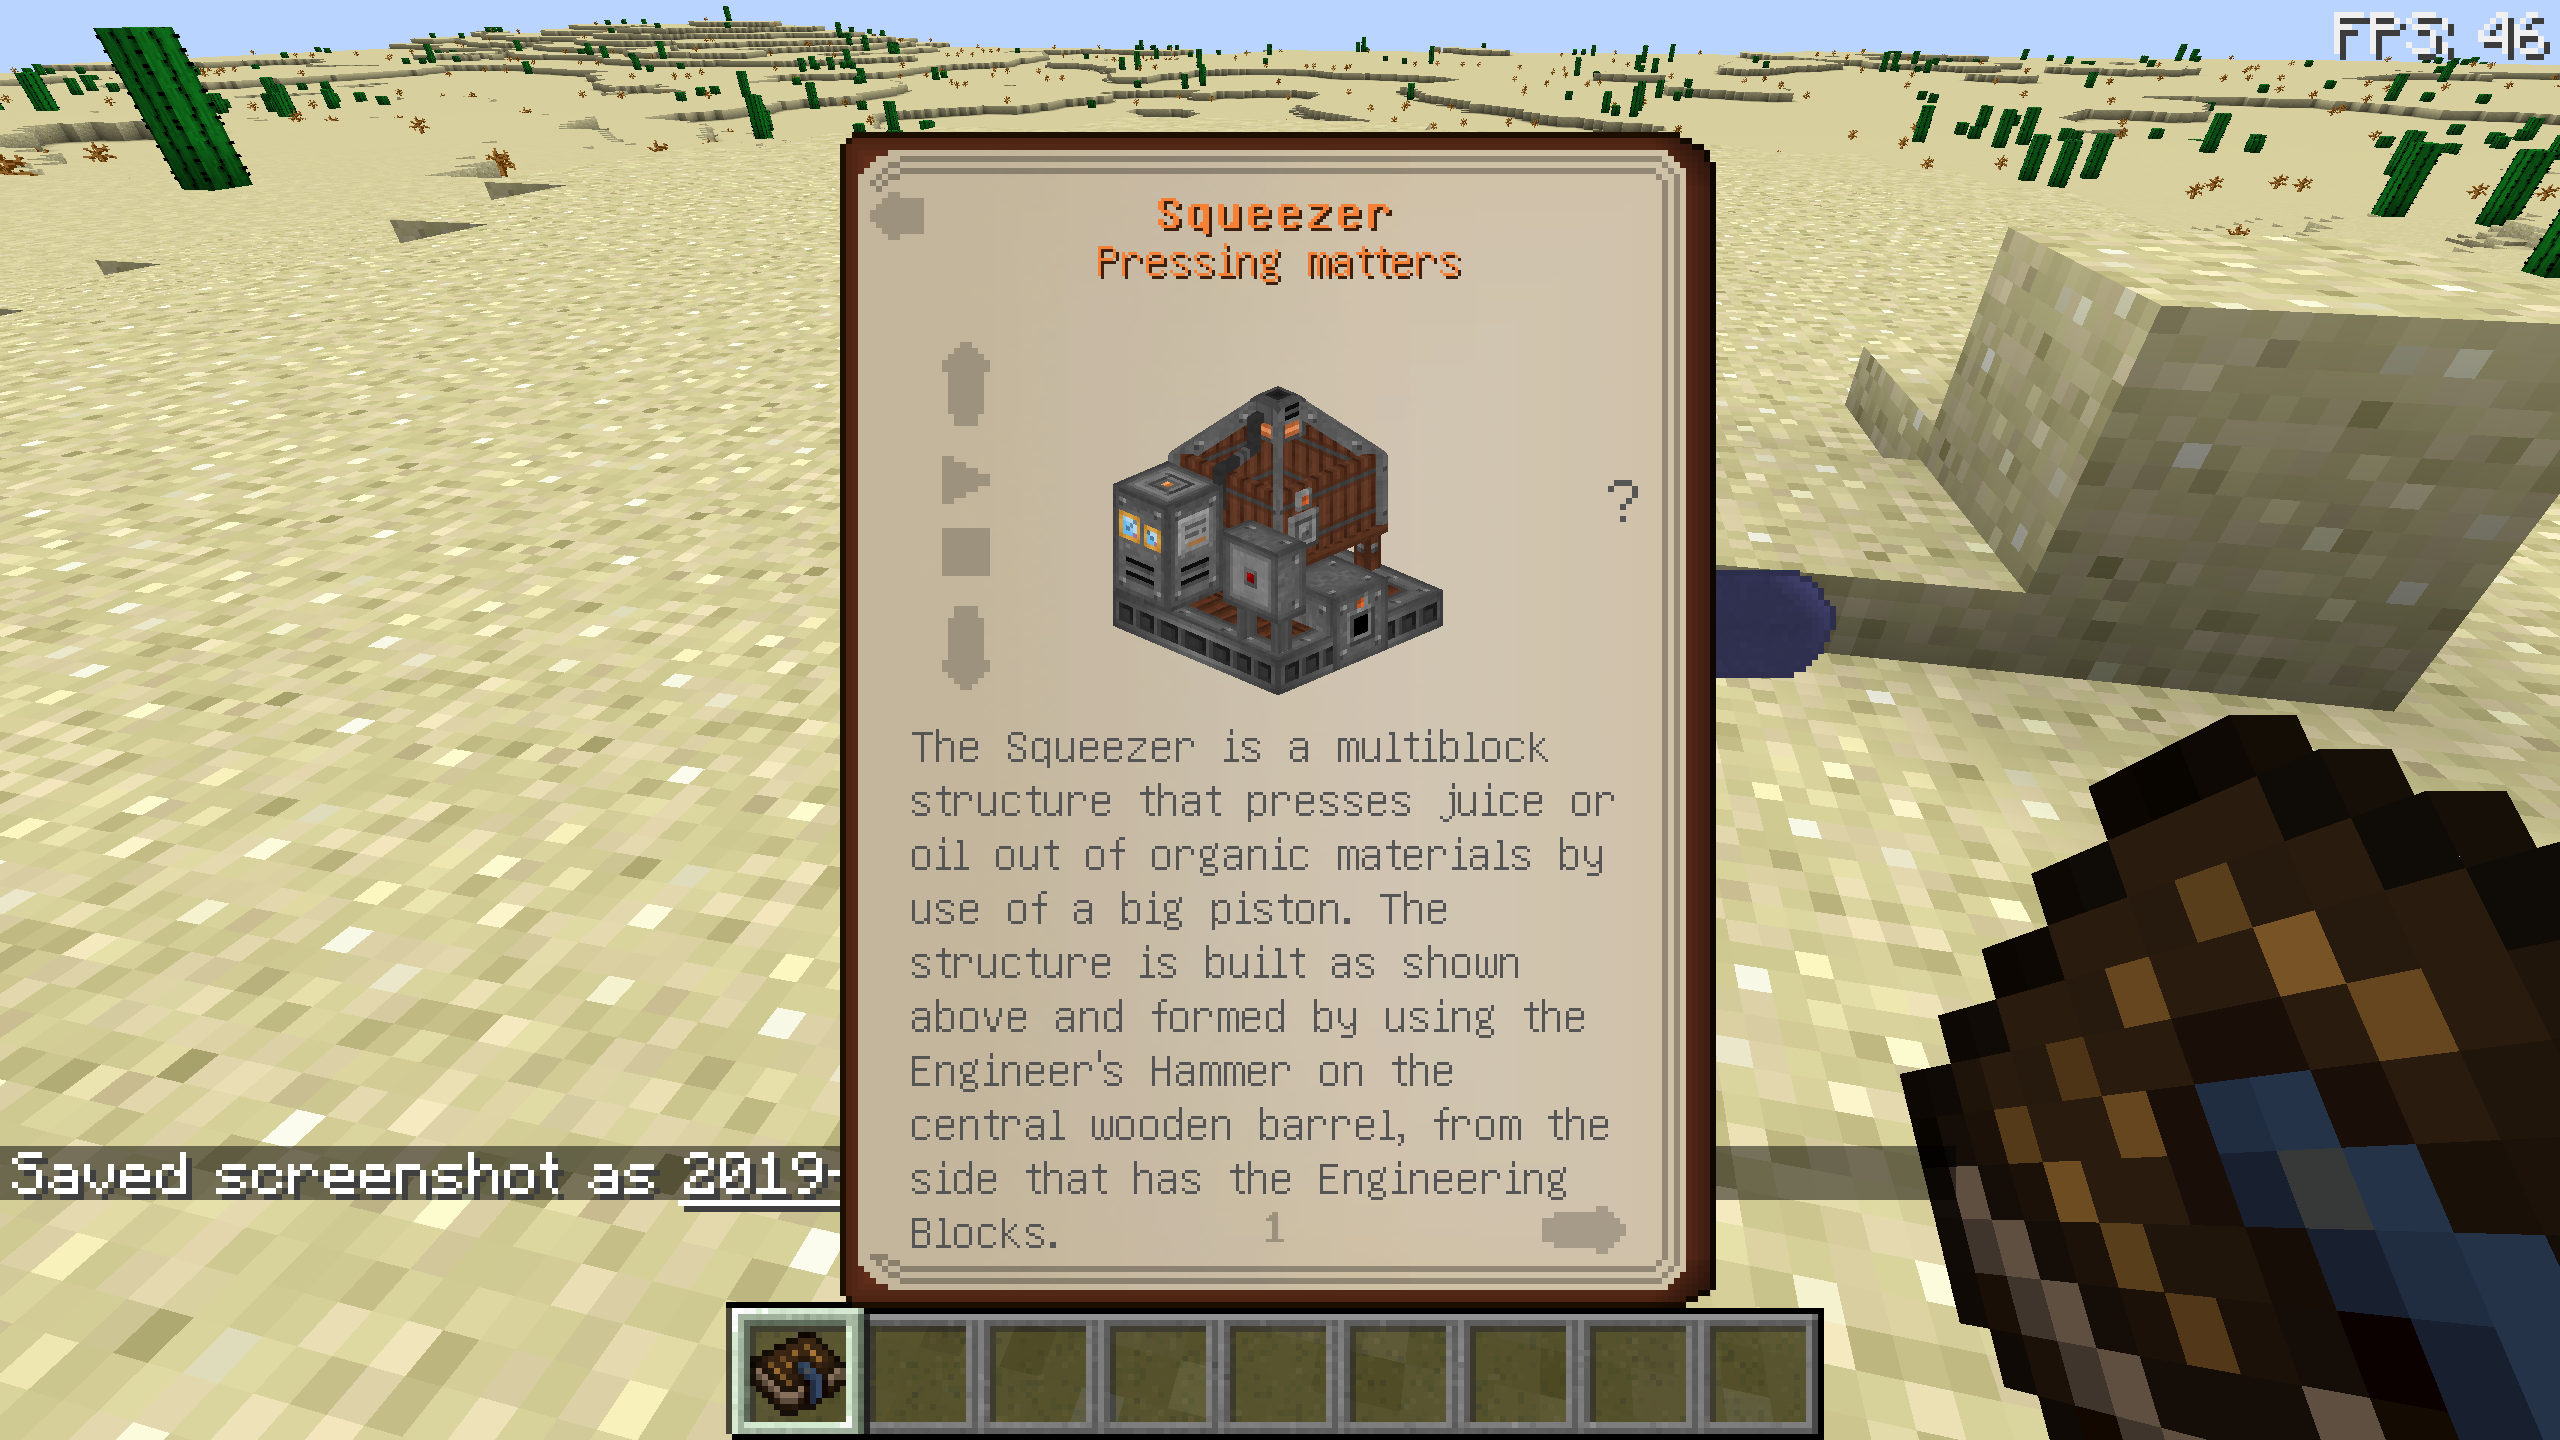 FPS: 46
Squeezer
Pressing matters
?
The Squeezer is a multiblock
structure that presses juice or
oil out of organic materials by
use of a big piston. The
structure is built as shown
above and formed by using the
Engineer's Hammer on the
central wooden barrel, from the
side that has the Engineering
Blocks.
1
Saved screenshot as 2019-